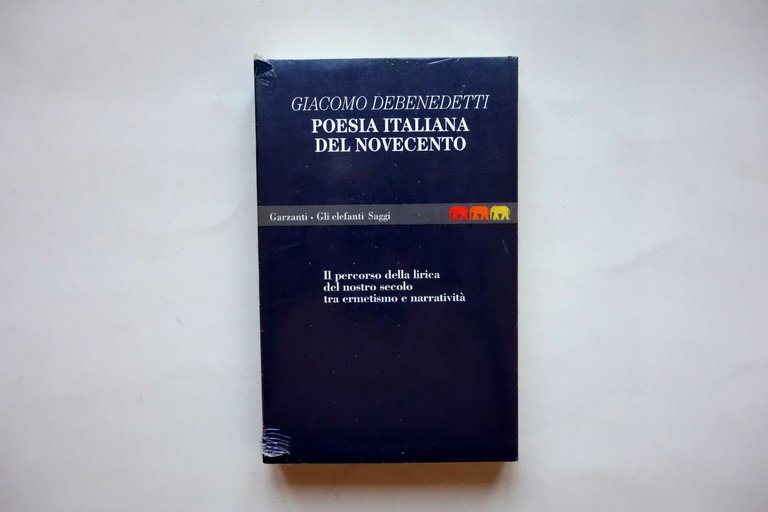 GIACOMO DEBENEDETTI
POESIA ITALIANA
DEL NOVECENTO
Garzanti • Gli elefanti Saggi
Il percorso della lirica
del nostro secolo
tra ermetismo e narratività